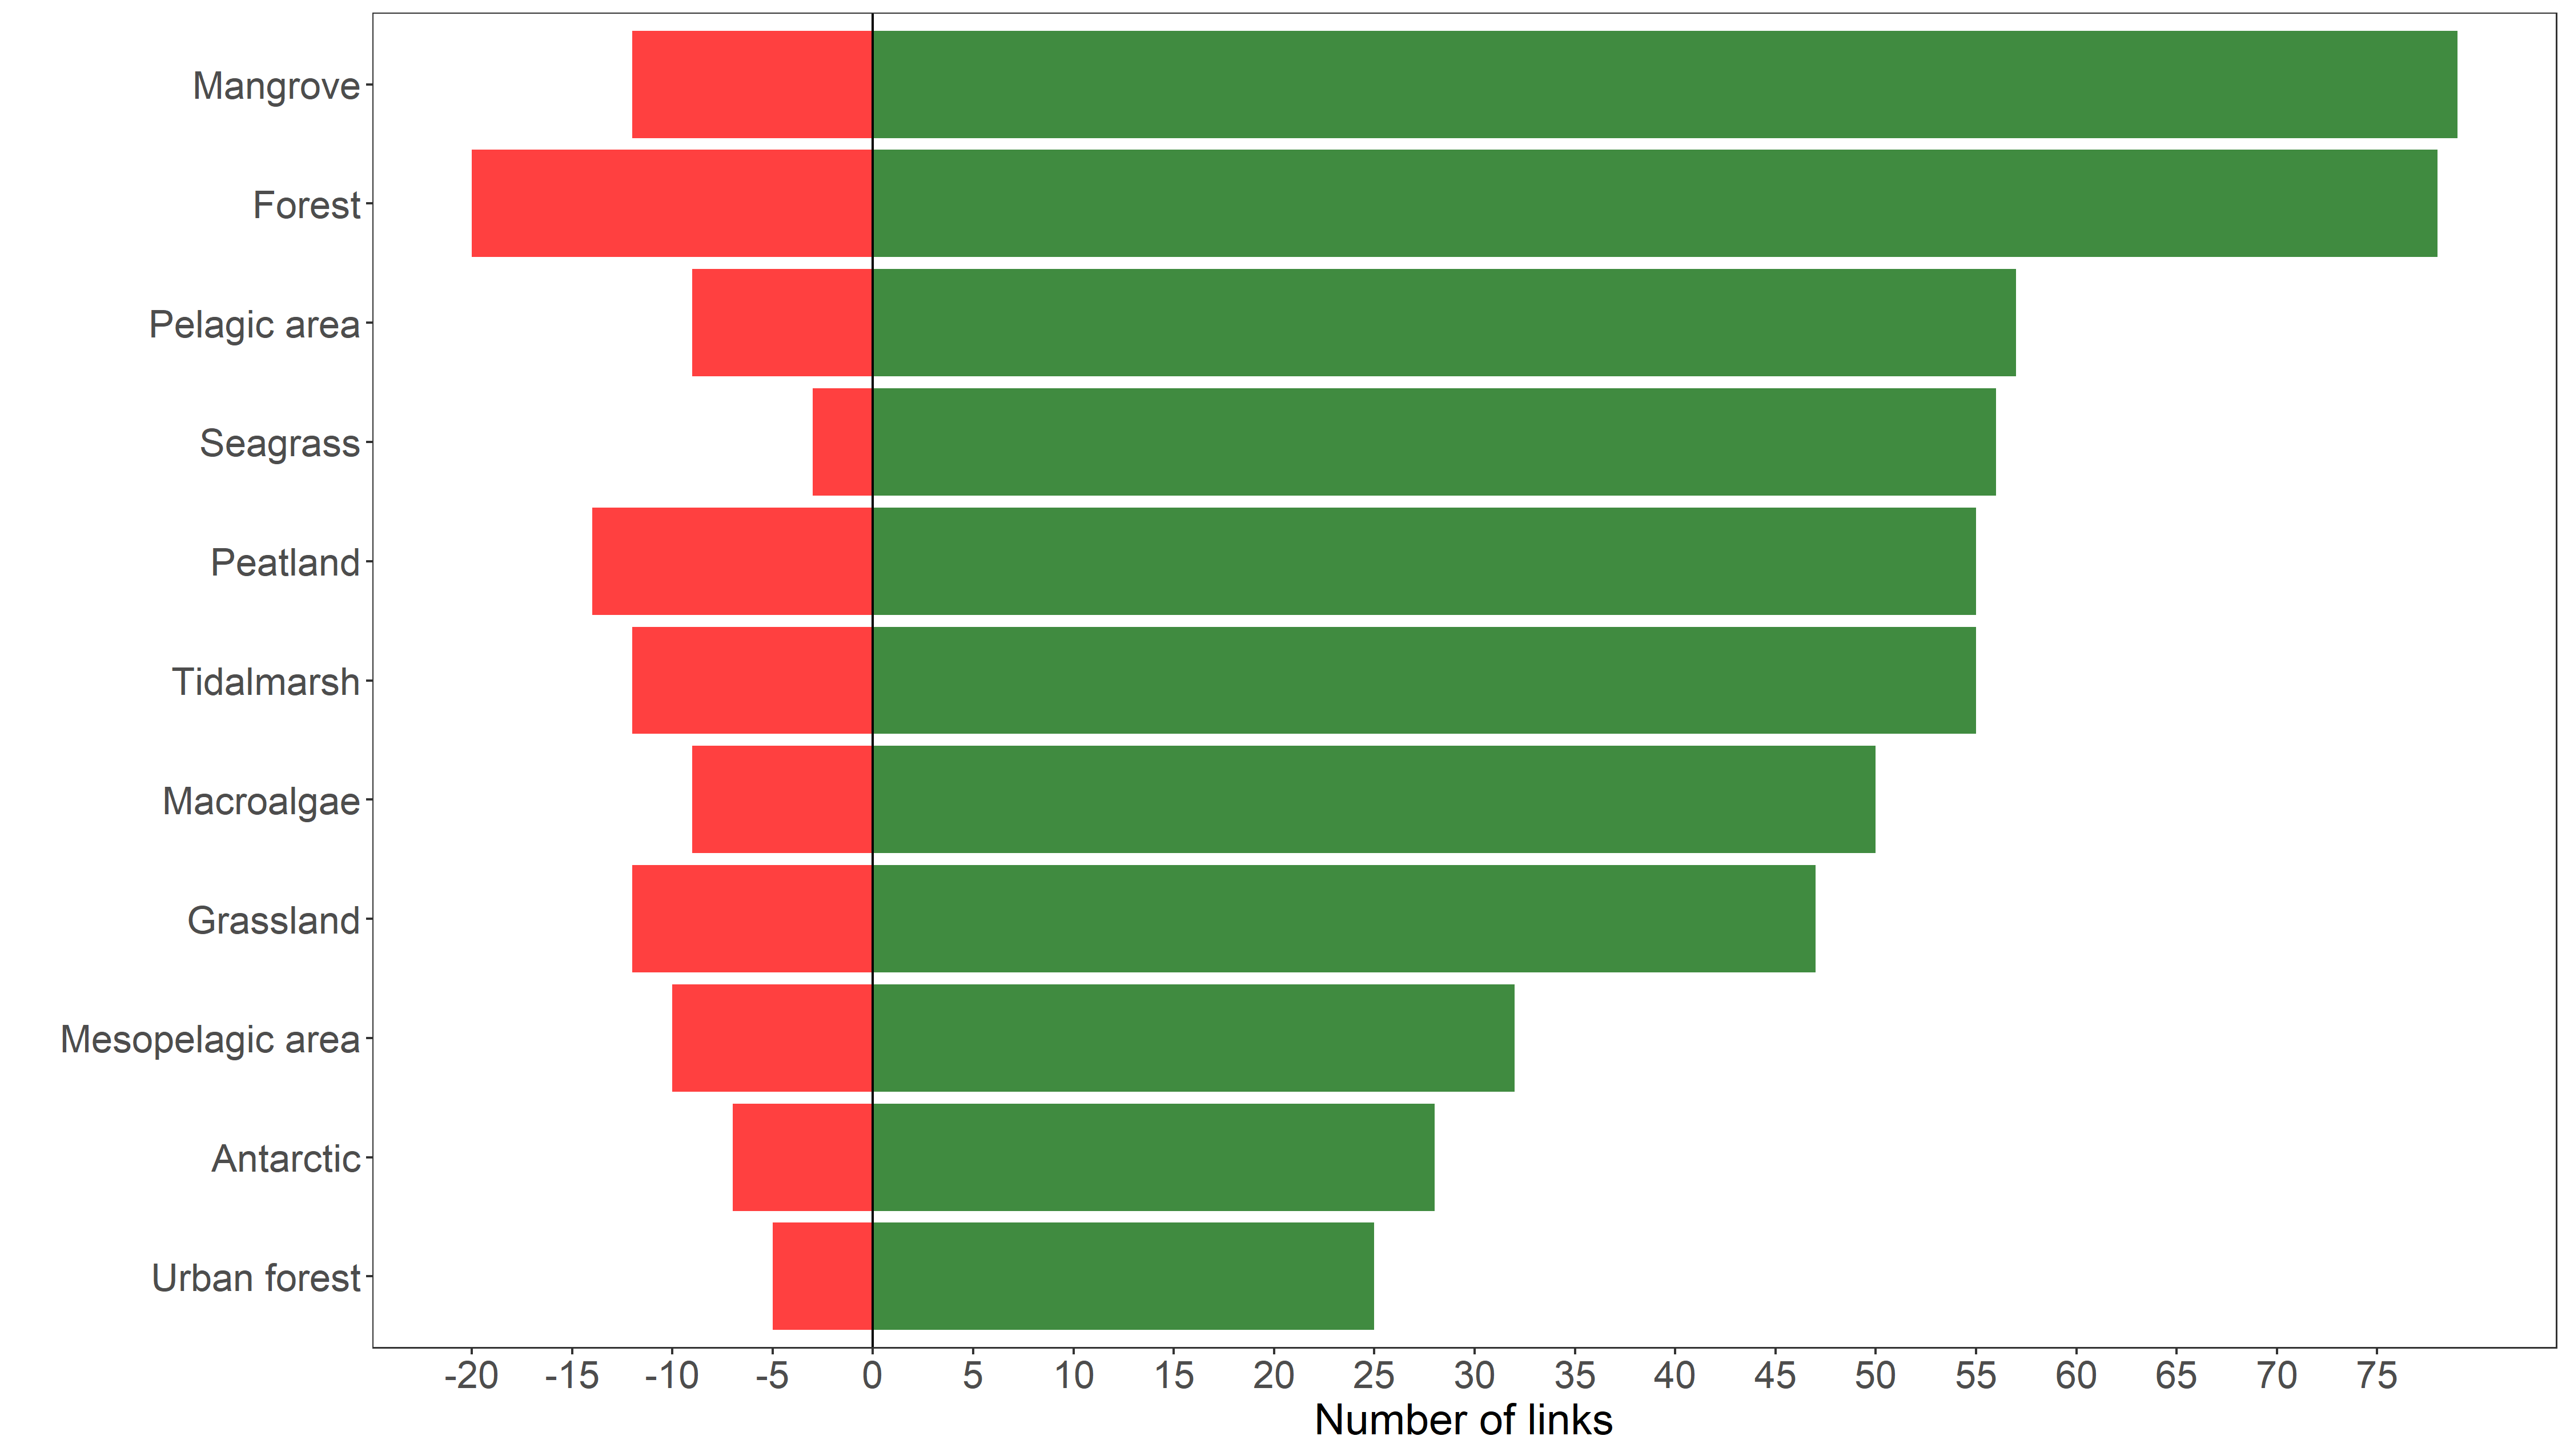 Mangrove
Forest
Pelagic area
Seagrass
Peatland
Tidalmarsh
Macroalgae
Grassland
Mesopelagic area
Antarctic
Urban forest
-20 -15 -10 -5 0 5 10 15 20 25 30 35 40 45 50 55 60 65 70 75
Number of links